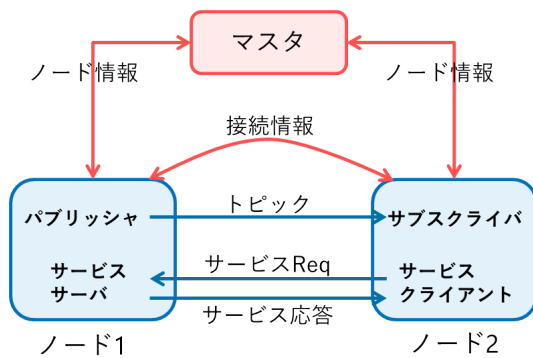 マスタ
ノード情報
ノード情報
接続情報
パブリッシャ
トピック
サブスクライバ
サービス
サーバ
サービスReq
サービス
クライアント
サービス応答
ノード1
ノード2